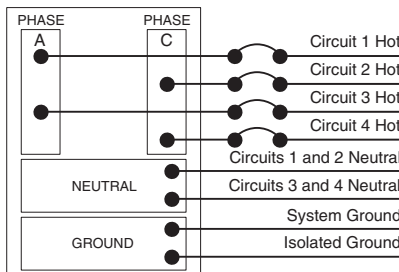 PHASE PHASE
A C
Circuit 1 Hot
Circuit 2 Hot
Circuit 3 Hot
Circuit 4 Hot
Circuits 1 and 2 Neutral
NEUTRAL
Circuits 3 and 4 Neutral
System Ground
GROUND
Isolated Ground